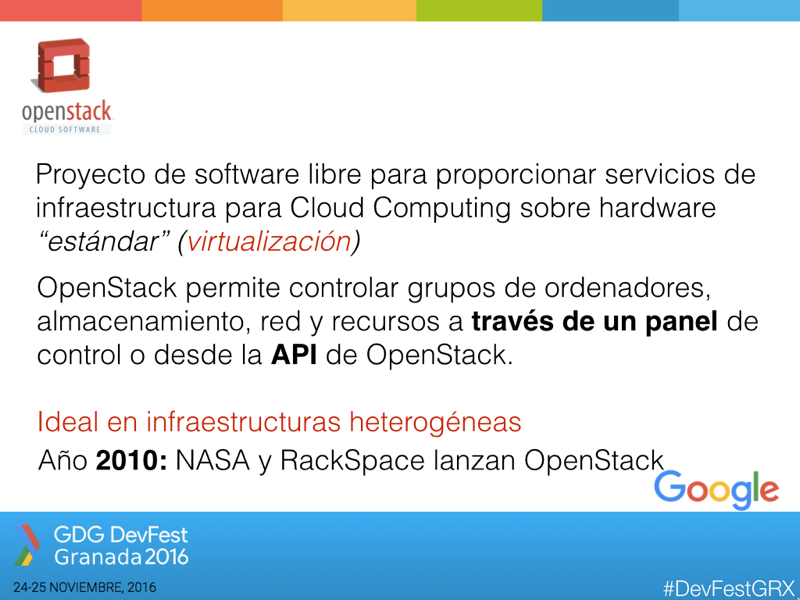 openstack
CLOUD SOFTWARE
Proyecto de software libre para proporcionar servicios de
infraestructura para Cloud Computing sobre hardware
“estándar” (virtualización)
OpenStack permite controlar grupos de ordenadores,
almacenamiento, red y recursos a través de un panel de
control o desde la API de OpenStack.
Ideal en infraestructuras heterogéneas
Año 2010: NASA y RackSpace lanzan OpenStack
Google
GDG DevFest
Granada2016
24-25 NOVIEMBRE, 2016
#DevFestGRX